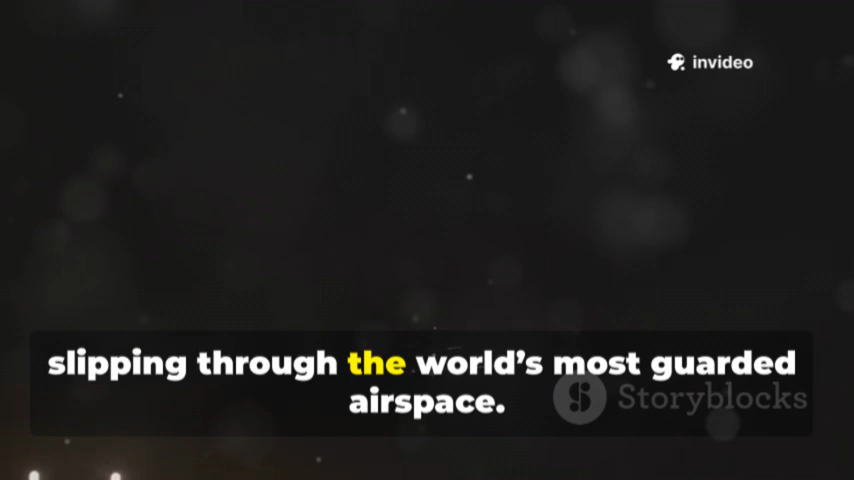 invideo
slipping through the world's most guarded
airspace.
Storyblocks